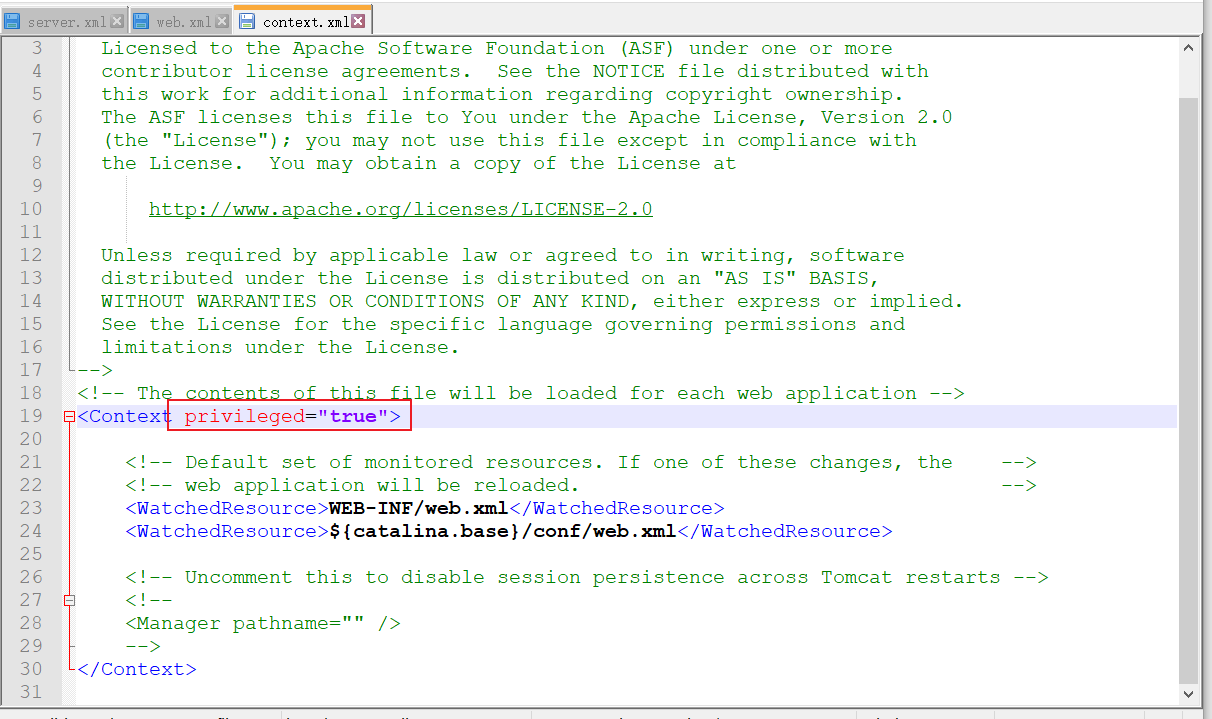 server.xml web.xml context.xml
3 Licensed to the Apache Software Foundation (ASF) under one or more
4 contributor license agreements.  See the NOTICE file distributed with
5 this work for additional information regarding copyright ownership.
6 The ASF licenses this file to You under the Apache License, Version 2.0
7 (the "License"); you may not use this file except in compliance with
8 the License.  You may obtain a copy of the License at
9
10 http://www.apache.org/licenses/LICENSE-2.0
11
12 Unless required by applicable law or agreed to in writing, software
13 distributed under the License is distributed on an "AS IS" BASIS,
14 WITHOUT WARRANTIES OR CONDITIONS OF ANY KIND, either express or implied.
15 See the License for the specific language governing permissions and
16 limitations under the License.
17 -->
18 <!-- The contents of this file will be loaded for each web application -->
19 <Context privileged="true">
20
21 <!-- Default set of monitored resources. If one of these changes, the    -->
22 <!-- web application will be reloaded.                                   -->
23 <WatchedResource>WEB-INF/web.xml</WatchedResource>
24 <WatchedResource>${catalina.base}/conf/web.xml</WatchedResource>
25
26 <!-- Uncomment this to disable session persistence across Tomcat restarts -->
27 <!--
28 <Manager pathname="" />
29 -->
30 </Context>
31